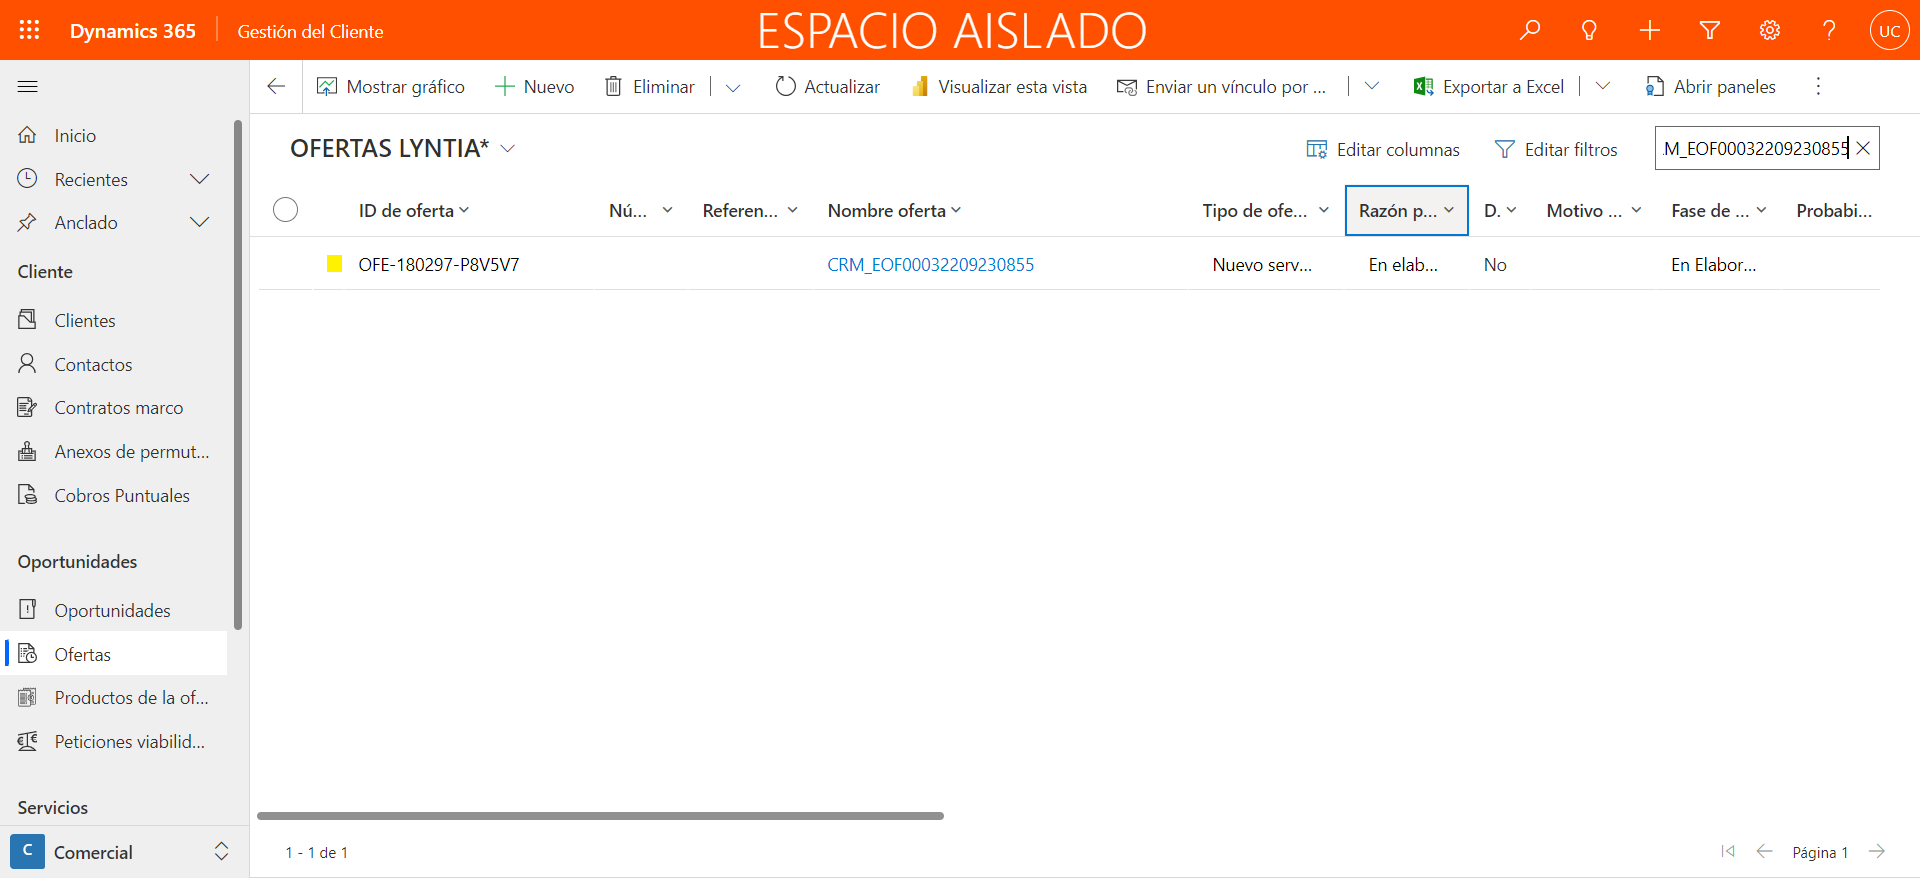 Dynamics 365
Gestión del Cliente
ESPACIO AISLADO
UC
Mostrar gráfico
Nuevo
Eliminar
Actualizar
Visualizar esta vista
Enviar un vínculo por ...
Exportar a Excel
Abrir paneles
Inicio
Recientes
Anclado
Cliente
Clientes
Contactos
Contratos marco
Anexos de permut...
Cobros Puntuales
Oportunidades
Oportunidades
Ofertas
Productos de la of...
Peticiones viabilid...
Servicios
C Comercial
OFERTAS LYNTIA*
Editar columnas
Editar filtros
.M_EOF00032209230855
ID de oferta Nú... Referen... Nombre oferta Tipo de ofe... Razón p... D. Motivo ... Fase de ... Probabi...
OFE-180297-P8V5V7 CRM_EOF00032209230855 Nuevo serv... En elab... No En Elabor...
1 - 1 de 1
Página 1